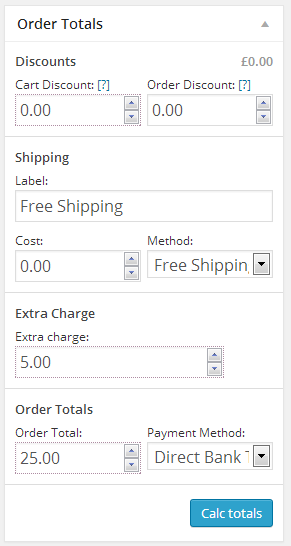 Order Totals
Discounts £0.00
Cart Discount: [?] Order Discount: [?]
0.00 0.00
Shipping
Label:
Free Shipping
Cost: Method:
0.00 Free Shippin
Extra Charge
Extra charge:
5.00
Order Totals
Order Total: Payment Method:
25.00 Direct Bank T
Calc totals